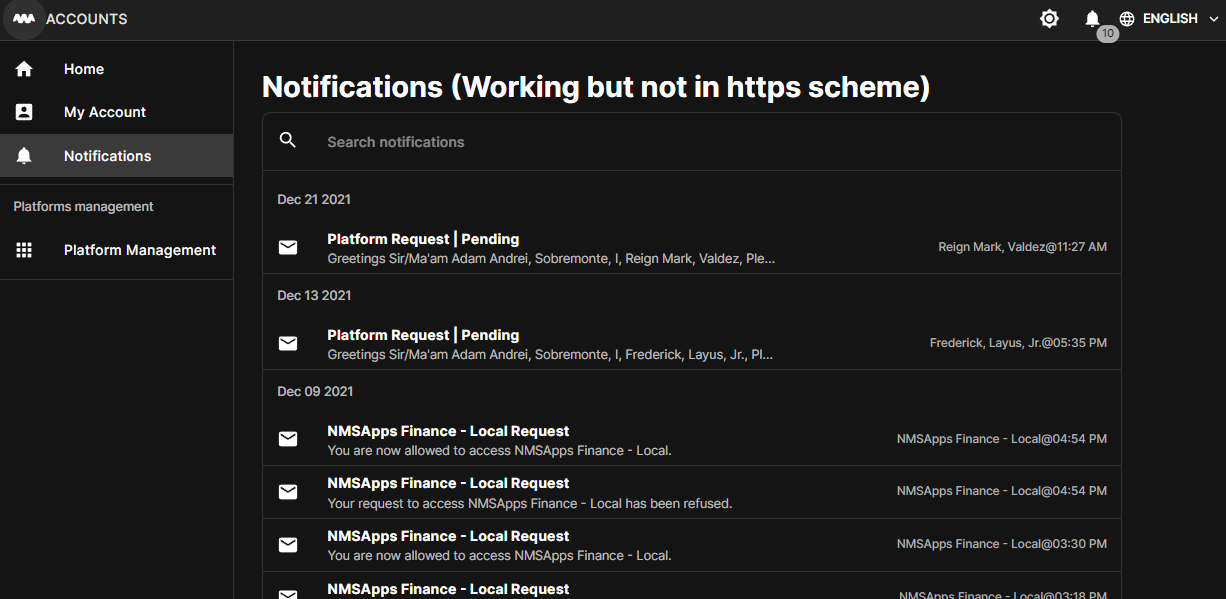 ACCOUNTS
10
ENGLISH
Home
My Account
Notifications
Platforms management
Platform Management
Notifications (Working but not in https scheme)
Search notifications
Dec 21 2021
Platform Request | Pending
Greetings Sir/Ma'am Adam Andrei, Sobremonte, I, Reign Mark, Valdez, Ple...
Reign Mark, Valdez@11:27 AM
Dec 13 2021
Platform Request | Pending
Greetings Sir/Ma'am Adam Andrei, Sobremonte, I, Frederick, Layus, Jr., Pl...
Frederick, Layus, Jr.@05:35 PM
Dec 09 2021
NMSApps Finance - Local Request
You are now allowed to access NMSApps Finance - Local.
NMSApps Finance - Local@04:54 PM
NMSApps Finance - Local Request
Your request to access NMSApps Finance - Local has been refused.
NMSApps Finance - Local@04:54 PM
NMSApps Finance - Local Request
You are now allowed to access NMSApps Finance - Local.
NMSApps Finance - Local@03:30 PM
NMSApps Finance - Local Request
NMSApps Finance - Local@03:18 PM